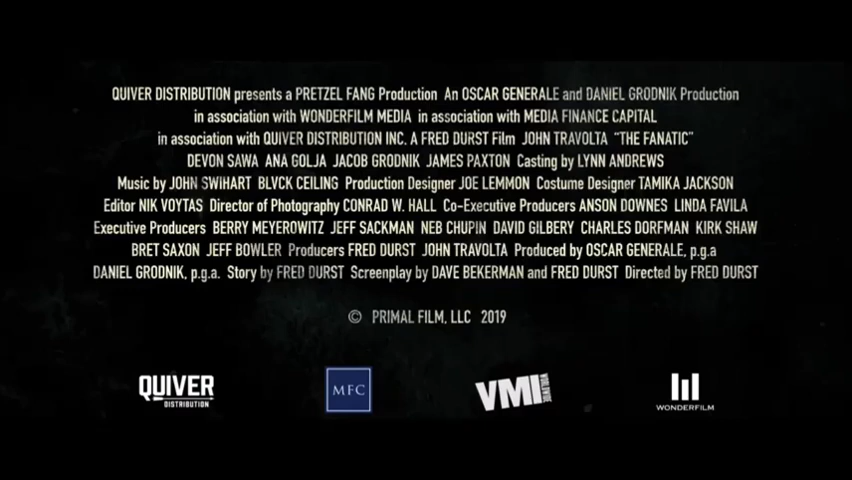 QUIVER DISTRIBUTION presents a PRETZEL FANG Production An OSCAR GENERALE and DANIEL GRODNIK Production
in association with WONDERFILM MEDIA in association with MEDIA FINANCE CAPITAL
in association with QUIVER DISTRIBUTION INC. A FRED DURST Film JOHN TRAVOLTA "THE FANATIC"
DEVON SAWA ANA GOLJA JACOB GRODNIK JAMES PAXTON Casting by LYNN ANDREWS
Music by JOHN SWIHART BLVCK CEILING Production Designer JOE LEMMON Costume Designer TAMIKA JACKSON
Editor NIK VOYTAS Director of Photography CONRAD W. HALL Co-Executive Producers ANSON DOWNES LINDA FAVILA
Executive Producers BERRY MEYEROWITZ JEFF SACKMAN NEB CHUPIN DAVID GILBERY CHARLES DORFMAN KIRK SHAW
BRET SAXON JEFF BOWLER Producers FRED DURST JOHN TRAVOLTA Produced by OSCAR GENERALE, p.g.a
DANIEL GRODNIK, p.g.a. Story by FRED DURST Screenplay by DAVE BEKERMAN and FRED DURST Directed by FRED DURST
© PRIMAL FILM, LLC 2019
QUIVER DISTRIBUTION
MFC
VMI WORLDWIDE
WONDERFILM